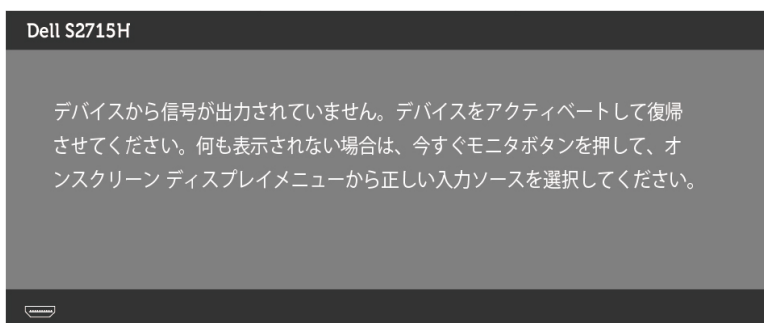 Dell S2715H
デバイスから信号が出力されていません。デバイスをアクティベートして復帰
させてください。何も表示されない場合は、今すぐモニタボタンを押して、オ
ンスクリーン ディスプレイメニューから正しい入力ソースを選択してください。